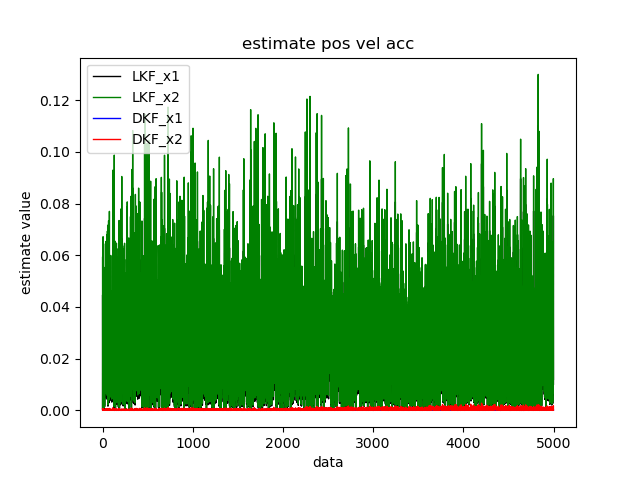 estimate pos vel acc
LKF_x1
LKF_x2
DKF_x1
DKF_x2
0.12
0.10
0.08
0.06
0.04
0.02
0.00
estimate value
0 1000 2000 3000 4000 5000
data